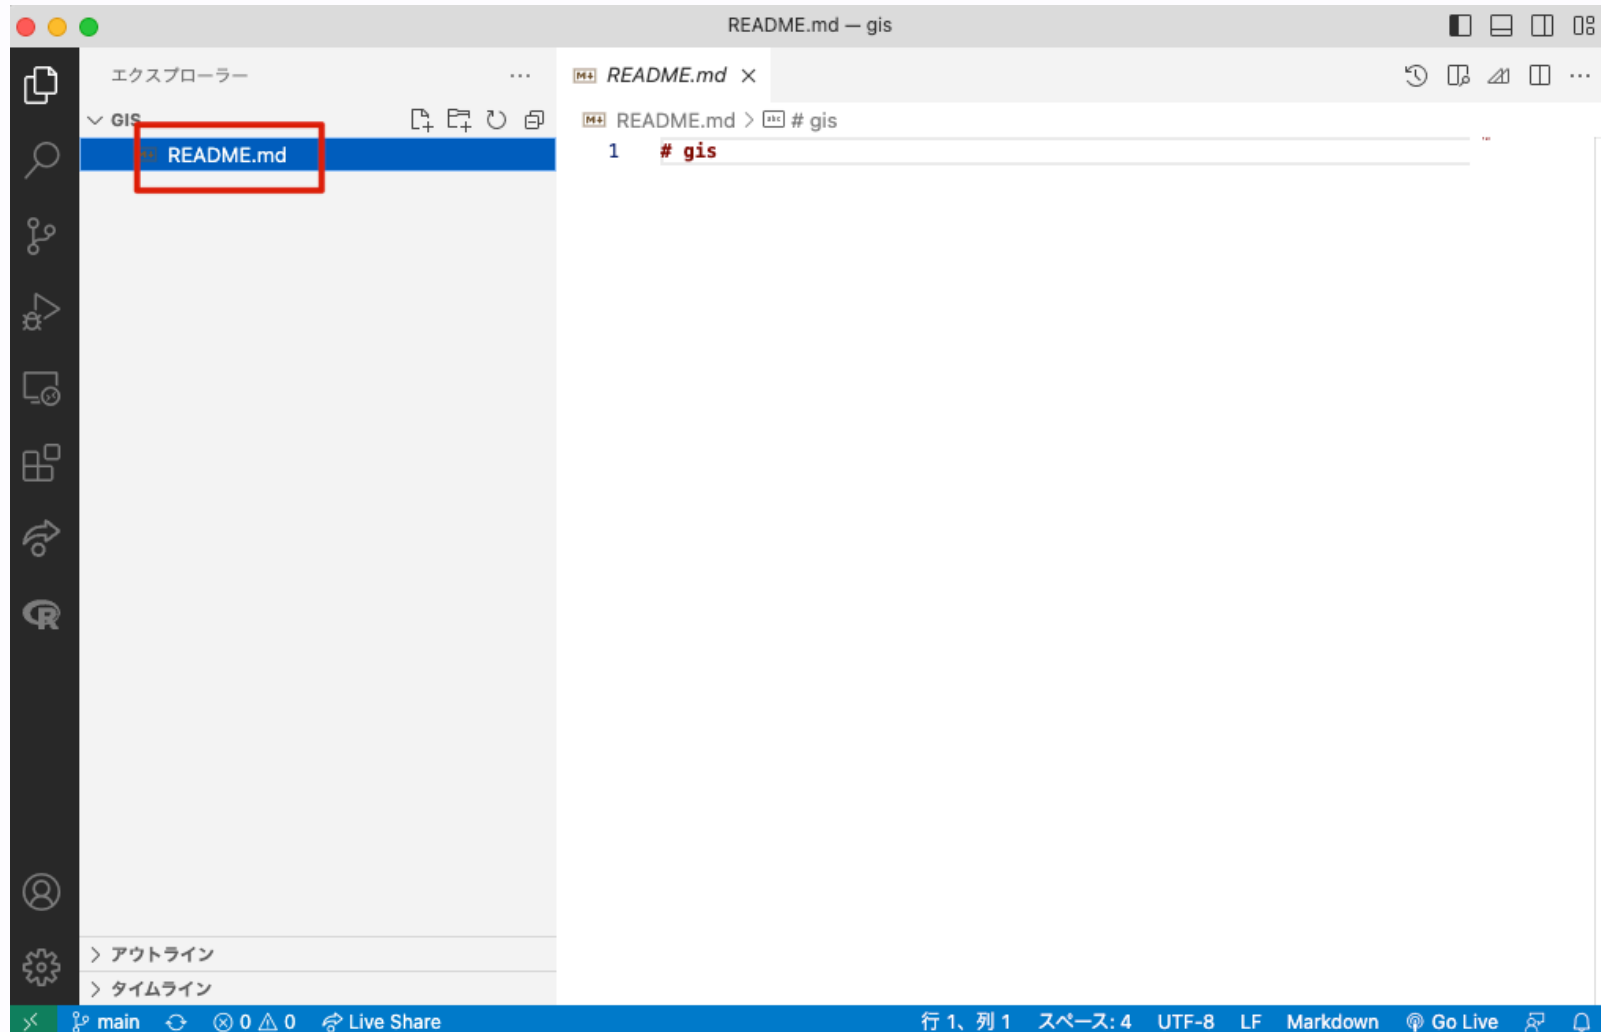 README.md — gis
エクスプローラー
GIS
README.md
README.md
README.md > # gis
1 # gis
アウトライン
タイムライン
main 0 0 Live Share 行 1、列 1 スペース: 4 UTF-8 LF Markdown Go Live